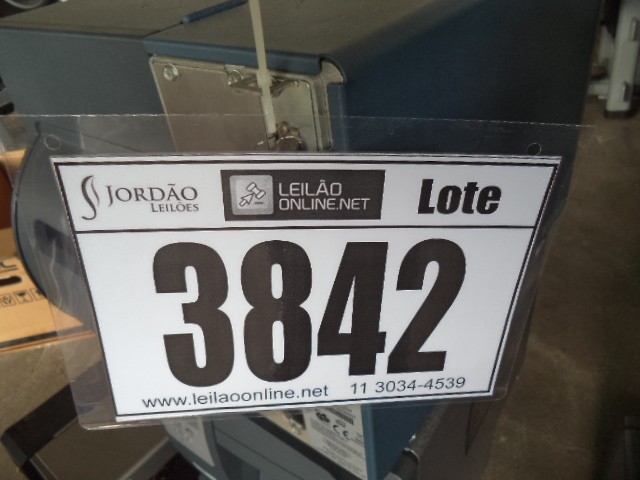 JORDÃO
LEILÕES
LEILÃO
ONLINE.NET
Lote
3842
www.leilaoonline.net 11 3034-4539